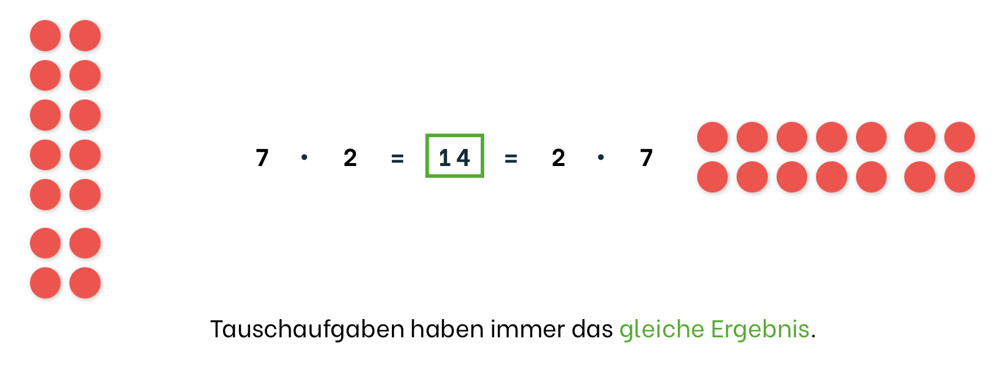 7 · 2 = 14 = 2 · 7
Tauschaufgaben haben immer das gleiche Ergebnis.